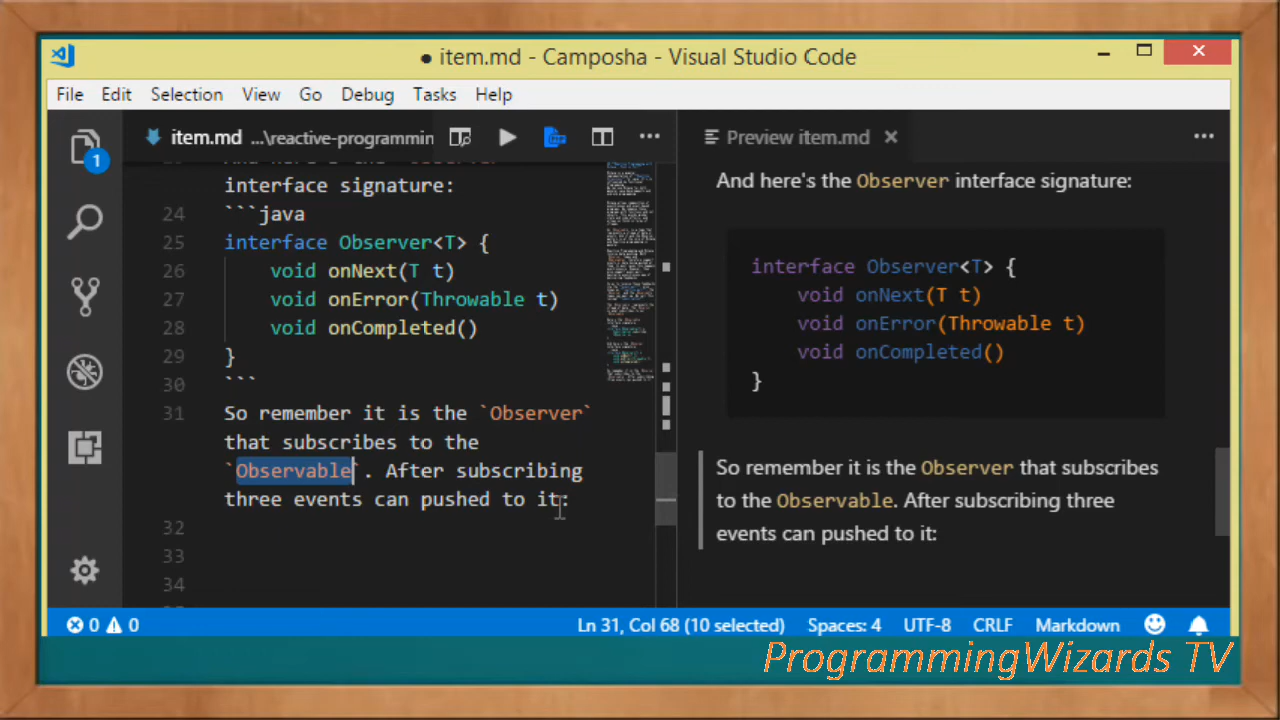 ● item.md - Camposha - Visual Studio Code
File Edit Selection View Go Debug Tasks Help
1
item.md ...\reactive-programmin
interface signature:
24 ```java
25 interface Observer<T> {
26 void onNext(T t)
27 void onError(Throwable t)
28 void onCompleted()
29 }
30 ```
31 So remember it is the `Observer`
that subscribes to the
`Observable`. After subscribing
three events can pushed to it:
32
33
34
Preview item.md
And here's the Observer interface signature:
interface Observer<T> {
void onNext(T t)
void onError(Throwable t)
void onCompleted()
}
So remember it is the Observer that subscribes
to the Observable. After subscribing three
events can pushed to it:
0 0 Ln 31, Col 68 (10 selected) Spaces: 4 UTF-8 CRLF Markdown
ProgrammingWizards TV